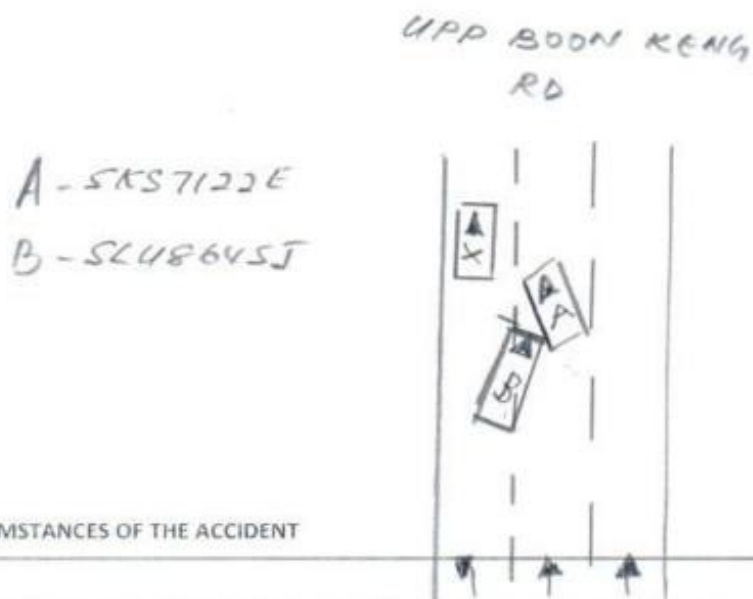 UPP BOON KENG
RD
A - SKS7122E
B - SLU8645J
X
A
B
MSTANCES OF THE ACCIDENT